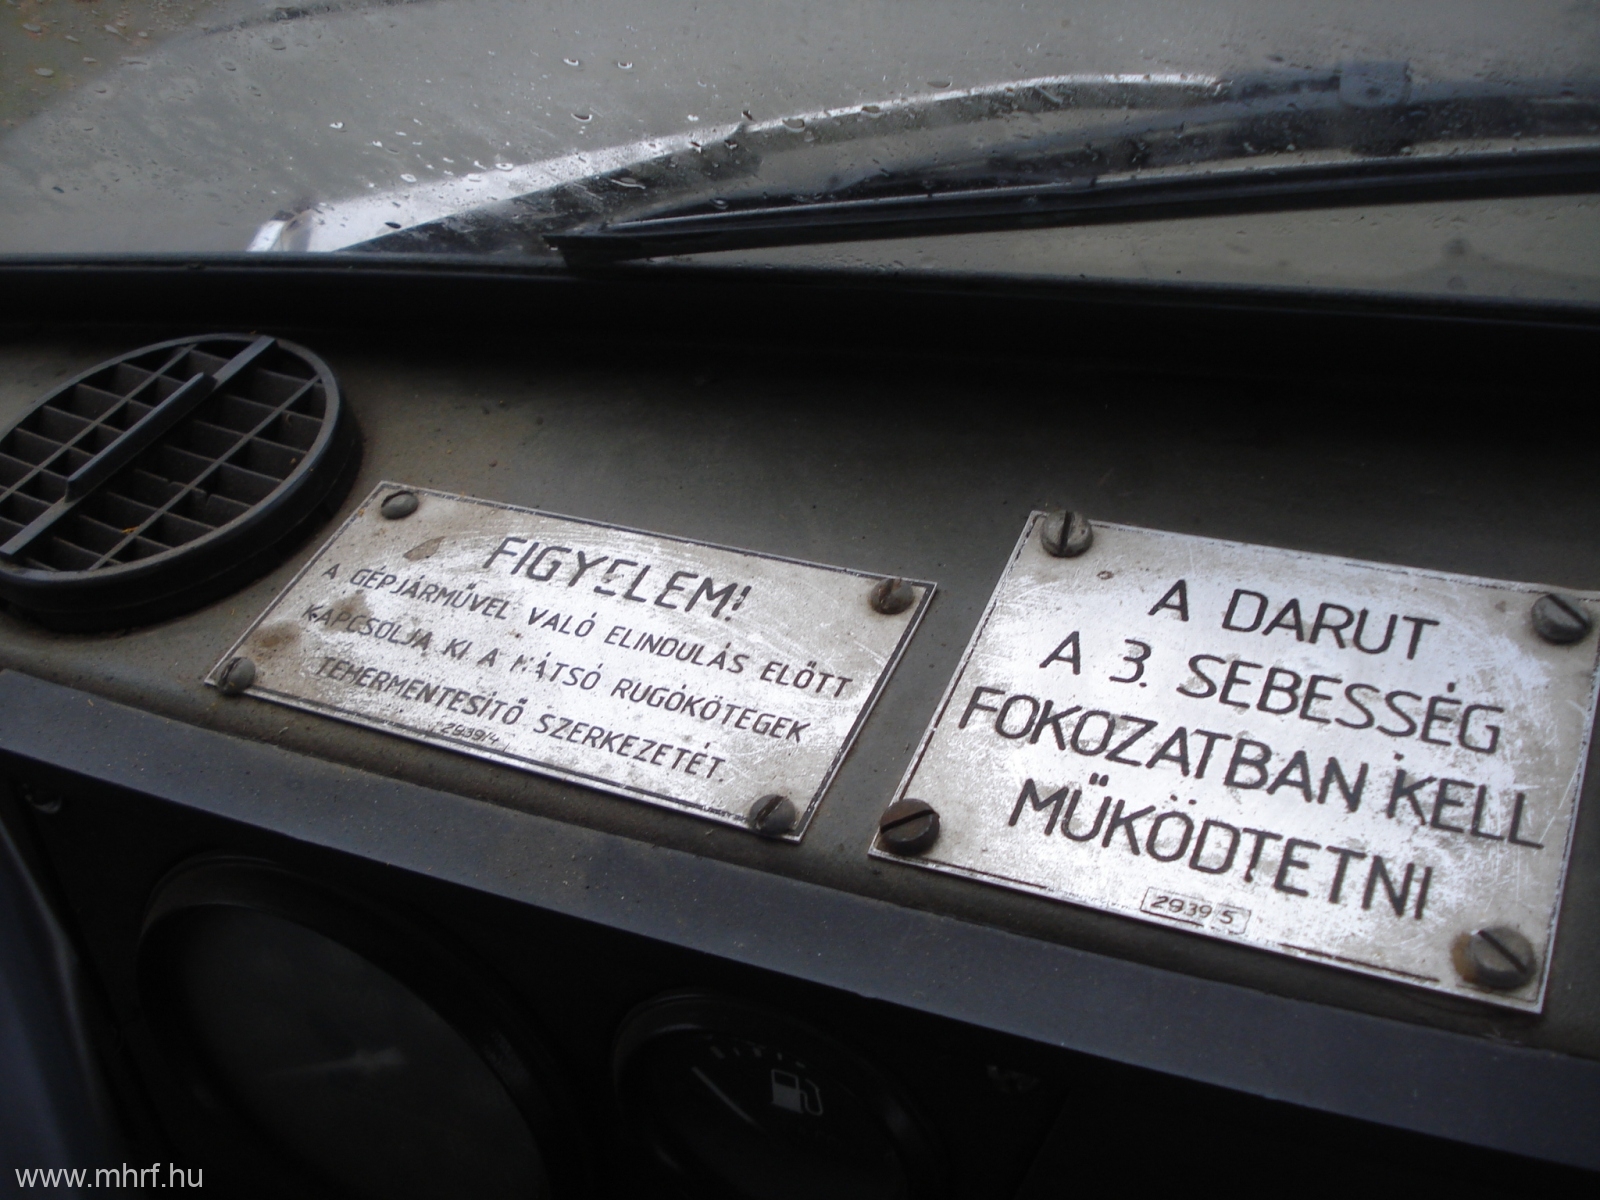 FIGYELEM!
A GÉPJÁRMŰVEL VALÓ ELINDULÁS ELŐTT
KAPCSOLJA KI A HÁTSÓ RUGÓKÖTEGEK
TEHERMENTESÍTŐ SZERKEZETÉT.
2939/4
A DARUT
A 3. SEBESSÉG
FOKOZATBAN KELL
MŰKÖDTETNI
2939 5
www.mhrf.hu